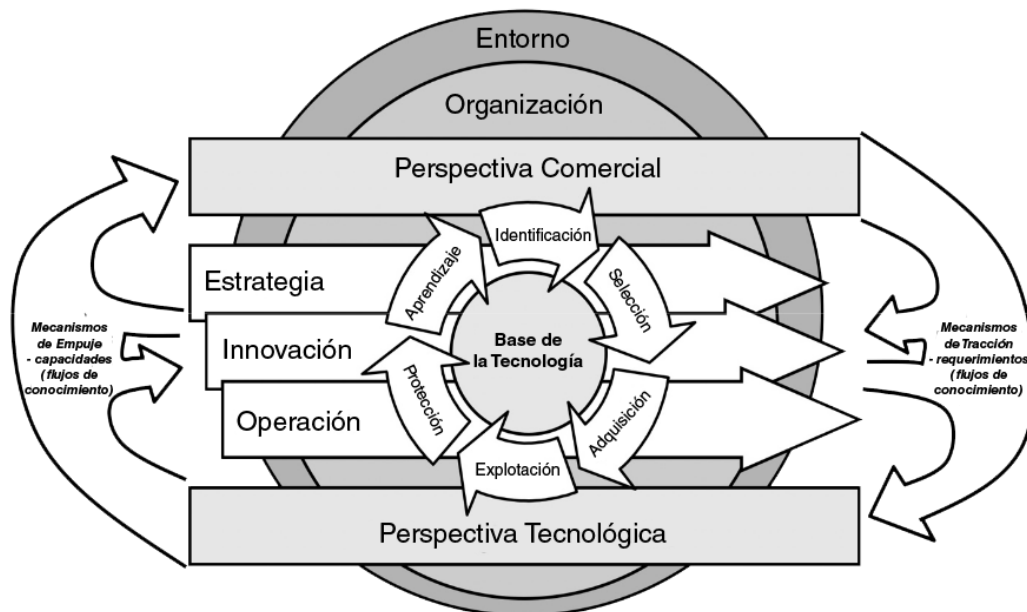 Entorno
Organización
Perspectiva Comercial
Identificación
Aprendizaje
Selección
Estrategia
Innovación
Operación
Base de
la Tecnología
Protección
Adquisición
Explotación
Mecanismos
de Empuje
- capacidades
(flujos de
conocimiento)
Mecanismos
de Tracción
- requerimientos
(flujos de
conocimiento)
Perspectiva Tecnológica